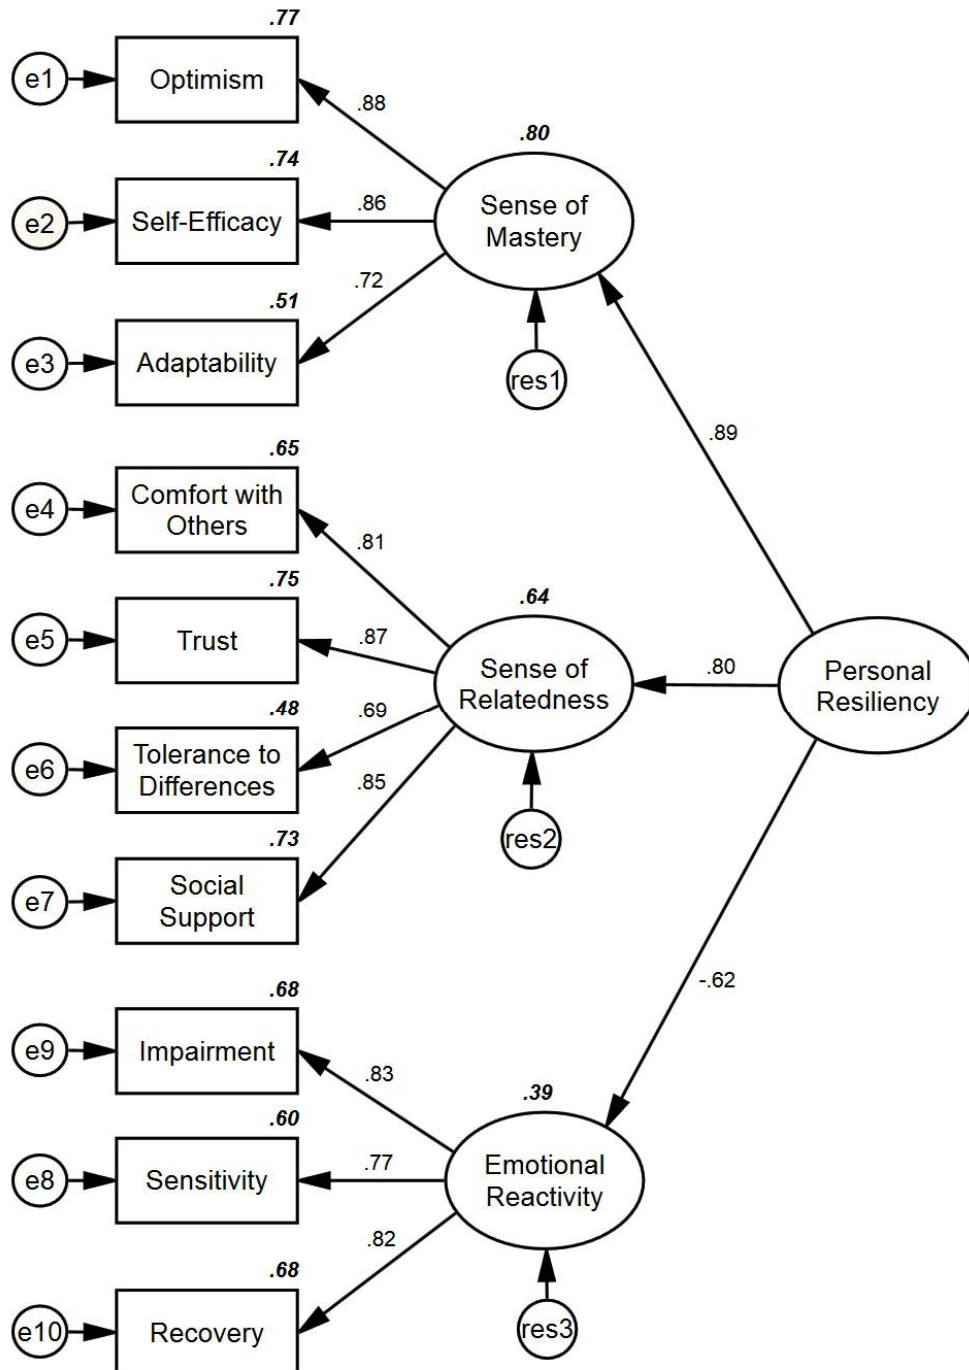 .77
e1
Optimism
.88
.80
.74
e2
Self-Efficacy
.86
Sense of
Mastery
.72
.51
e3
Adaptability
res1
.89
.65
e4
Comfort with
Others
.81
.75
e5
Trust
.87
.64
Sense of
Relatedness
.80
Personal
Resiliency
.48
.69
e6
Tolerance to
Differences
.85
.73
res2
e7
Social
Support
-.62
.68
e9
Impairment
.83
.39
.60
e8
Sensitivity
.77
Emotional
Reactivity
.82
.68
e10
Recovery
res3